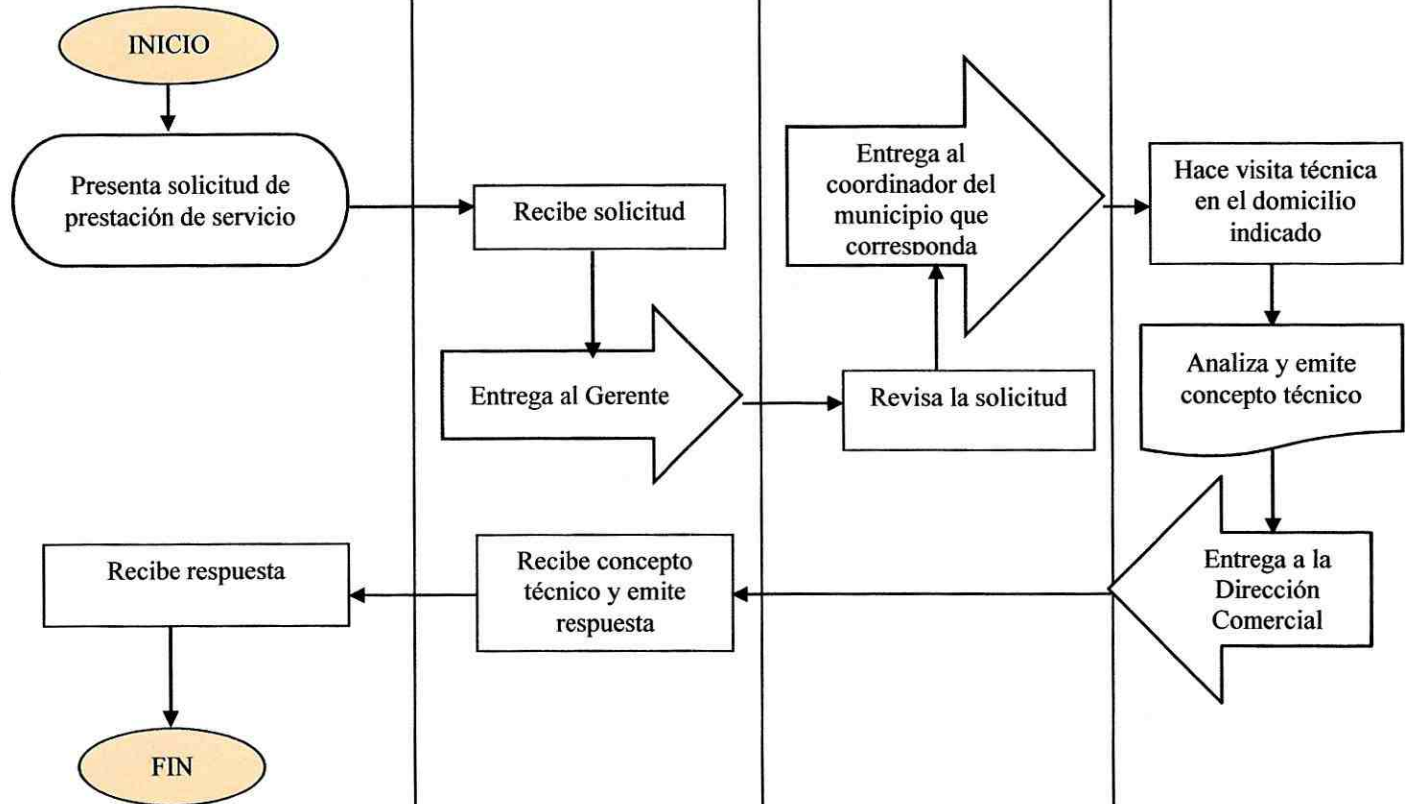 INICIO
Presenta solicitud de
prestación de servicio
Recibe solicitud
Entrega al Gerente
Revisa la solicitud
Entrega al
coordinador del
municipio que
corresponda
Hace visita técnica
en el domicilio
indicado
Analiza y emite
concepto técnico
Entrega a la
Dirección
Comercial
Recibe concepto
técnico y emite
respuesta
Recibe respuesta
FIN